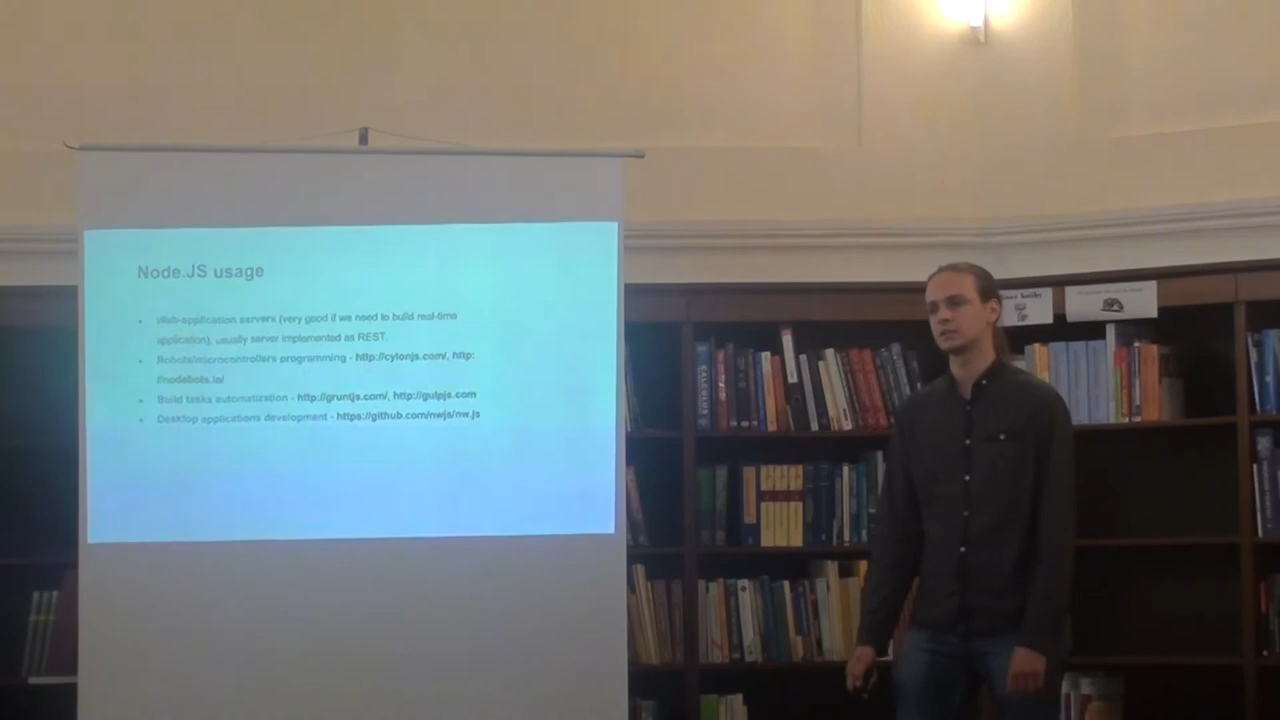 Node.JS usage
Web-application servers (very good if we need to build real-time
application), usually server implemented as REST.
Robots/microcontrollers programming - http://cylonjs.com/, http:
//nodebots.io/
Build tasks automatization - http://gruntjs.com/, http://gulpjs.com
Desktop applications development - https://github.com/nwjs/nw.js
CALCULUS